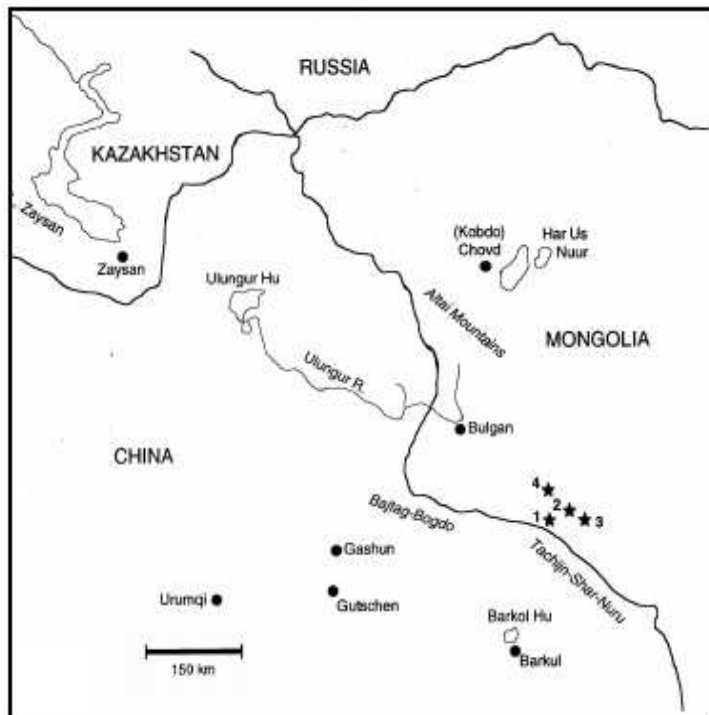 RUSSIA
KAZAKHSTAN
Zaysan
Zaysan
(Kobdo)
Chovd
Har Us
Nuur
Ulungur Hu
Altai Mountains
MONGOLIA
Ulungur R.
Bulgan
CHINA
Bajtag-Bogdo
4
2
1
3
Tachijn-Shar-Nuru
Gashun
Urumqi
Gutschen
Barkol Hu
Barkul
150 km